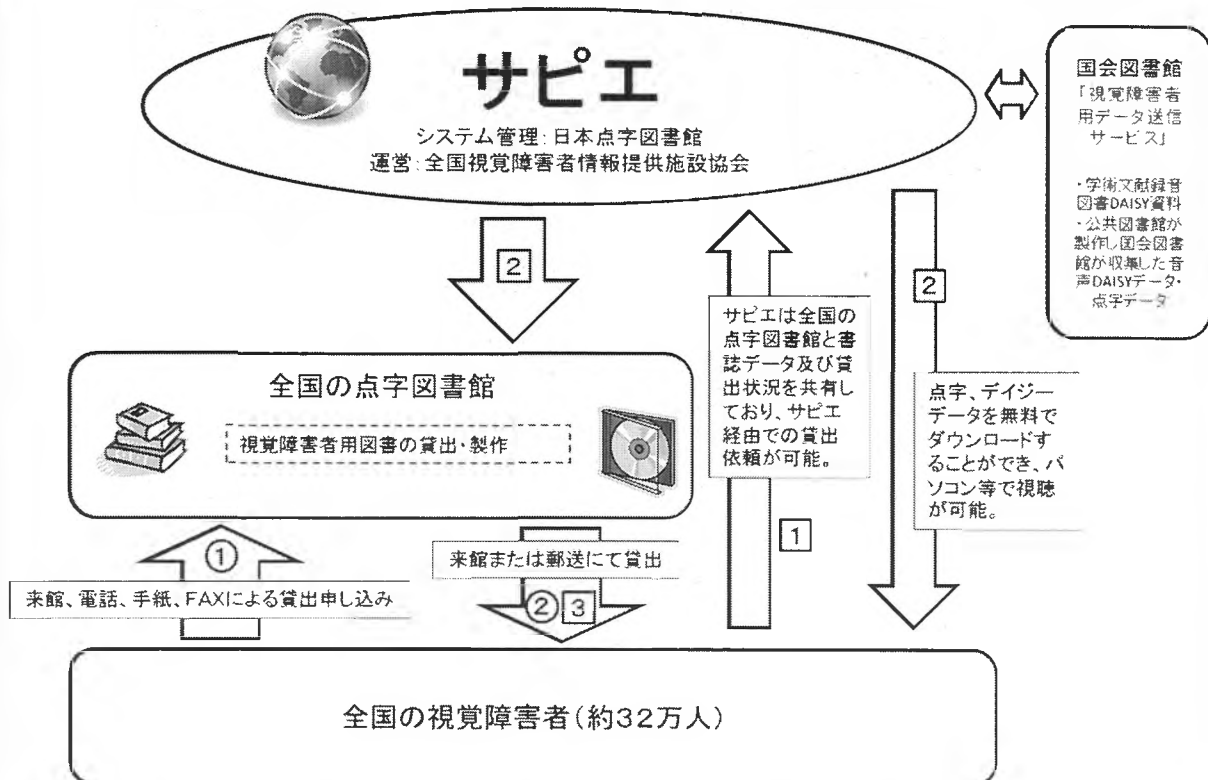 サピエ
システム管理:日本点字図書館
運営:全国視覚障害者情報提供施設協会
国会図書館
「視覚障害者
用データ送信
サービス」
・学術文献録音
図書DAISY資料
・公共図書館が
製作し国会図書
館が収集した音
声DAISYデータ・
点字データ
2
全国の点字図書館
視覚障害者用図書の貸出・製作
サピエは全国の
点字図書館と書
誌データ及び貸
出状況を共有し
ており、サピエ
経由での貸出
依頼が可能。
1
2
点字、デイジー
データを無料で
ダウンロードす
ることができ、パ
ソコン等で視聴
が可能。
①
来館、電話、手紙、FAXによる貸出申し込み
来館または郵送にて貸出
② 3
全国の視覚障害者(約32万人)